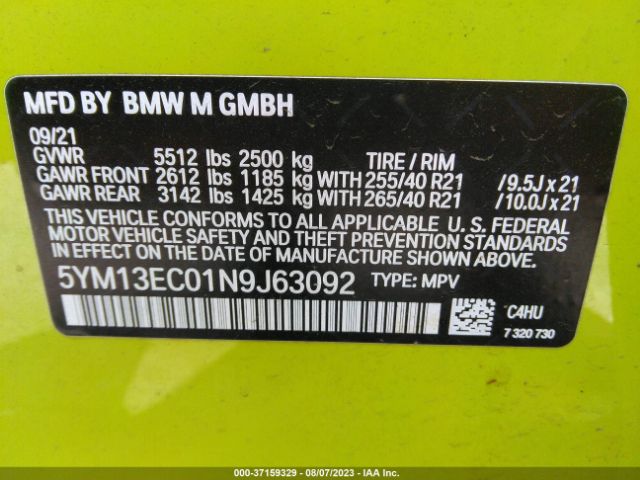 MFD BY BMW M GMBH
09/21
GVWR 5512 lbs 2500 kg TIRE / RIM
GAWR FRONT 2612 lbs 1185 kg WITH 255/40 R21 /9.5J x 21
GAWR REAR 3142 lbs 1425 kg WITH 265/40 R21 /10.0J x 21
THIS VEHICLE CONFORMS TO ALL APPLICABLE U. S. FEDERAL
MOTOR VEHICLE SAFETY, BUMPER, AND THEFT PREVENTION
STANDARDS IN EFFECT ON THE DATE OF MANUFACTURE SHOWN ABOVE.
5YM13EC01N9J63092 TYPE: MPV
C4HU
7 320 730
000-37159329 - 08/07/2023 - IAA Inc.